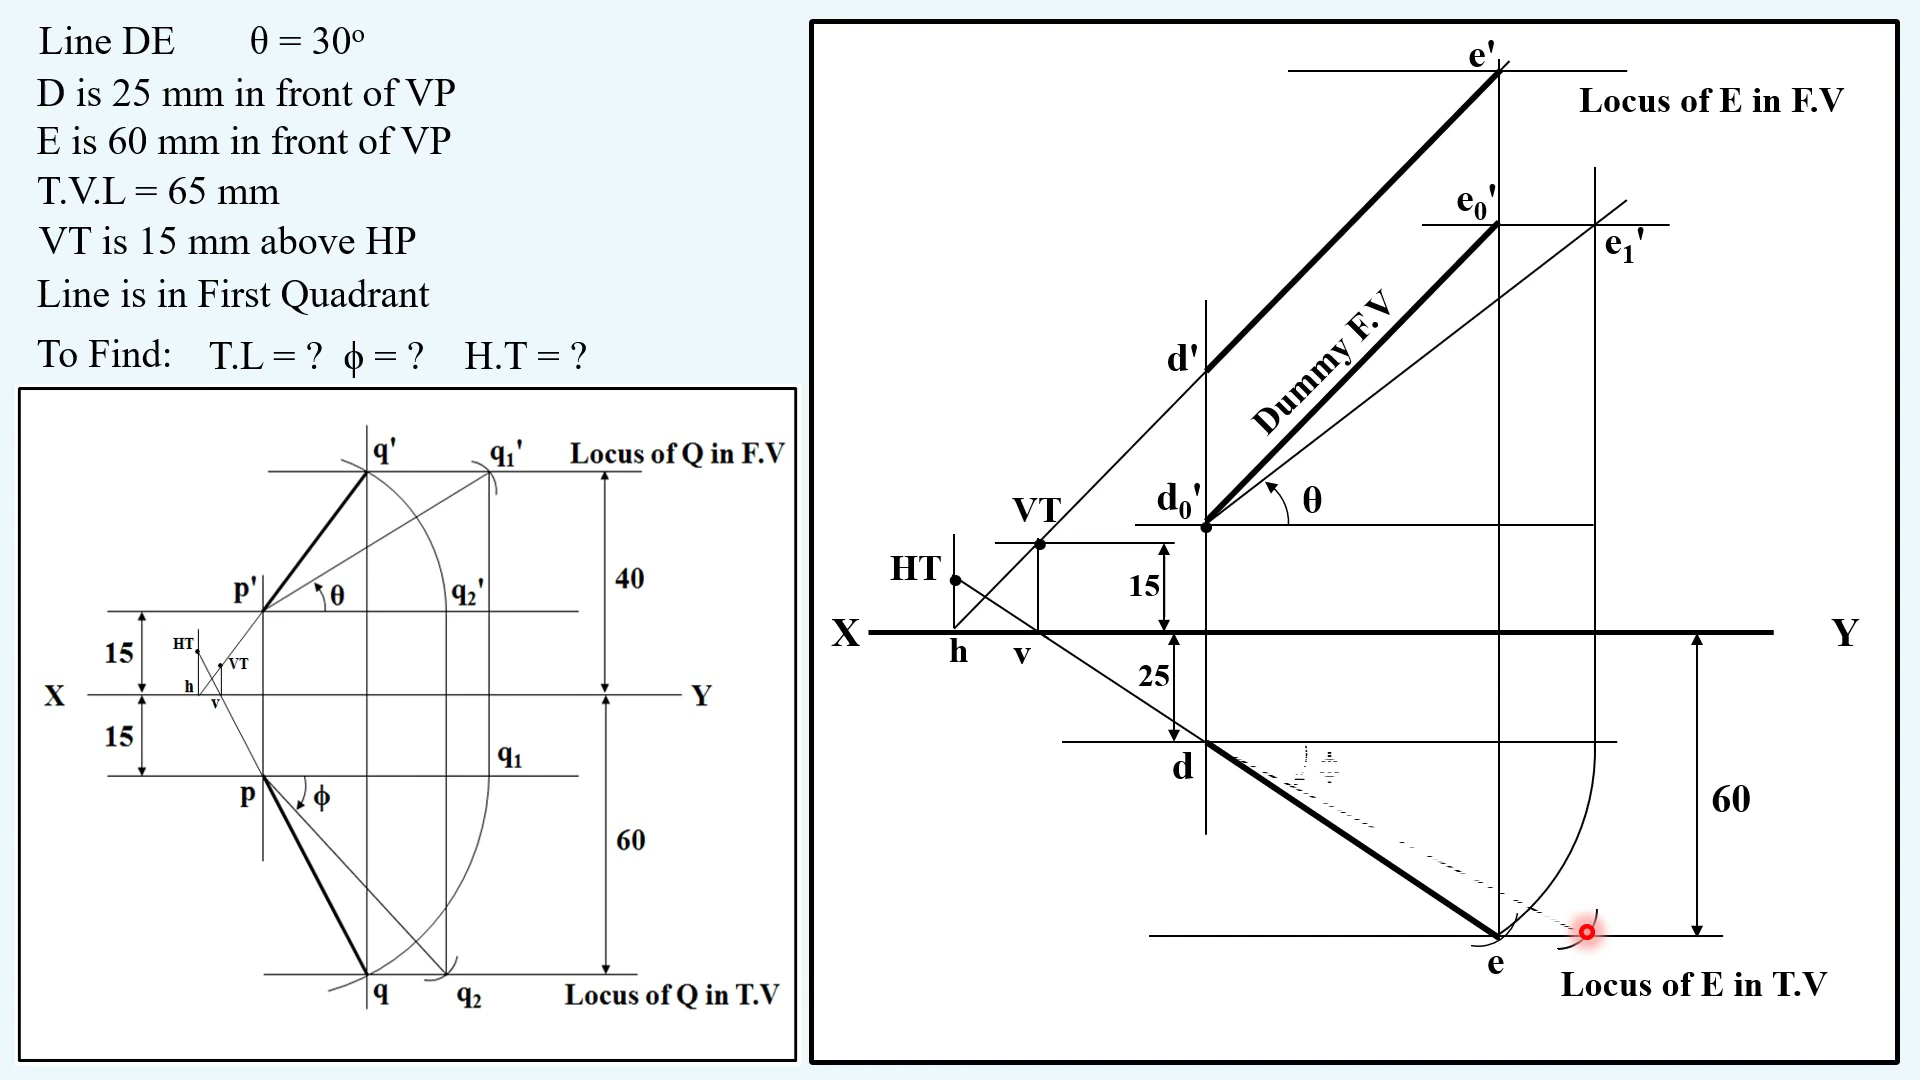 Line DE θ = 30o
D is 25 mm in front of VP
E is 60 mm in front of VP
T.V.L = 65 mm
VT is 15 mm above HP
Line is in First Quadrant
To Find: T.L = ? ϕ = ? H.T = ?
q'
q1'
Locus of Q in F.V
p'
θ
q2'
40
15
HT
VT
h
v
X
Y
15
q1
p
ϕ
60
q
q2
Locus of Q in T.V
e'
Locus of E in F.V
e0'
e1'
d'
Dummy F.V
d0'
θ
VT
HT
15
X
Y
h
v
25
d
60
e
Locus of E in T.V